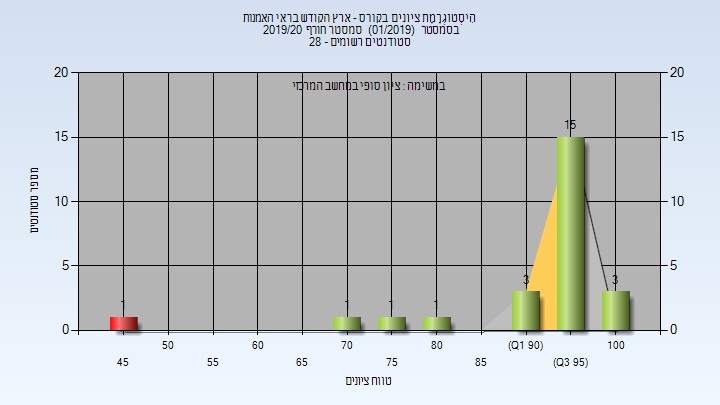 היסטוגרמת ציונים בקורס - ארץ הקודש בראי האמנות
בסמסטר (01/2019) סמסטר חורף 2019/20
סטודנטים רשומים - 28
במשימה : ציון סופי במחשב המרכזי
20 20
15 15
10 10
5 5
0 0
מספר סטודנטים
1 1 1 1 3 15 3
50 60 70 80 (Q1 90) 100
45 55 65 75 85 (Q3 95)
טווח ציונים